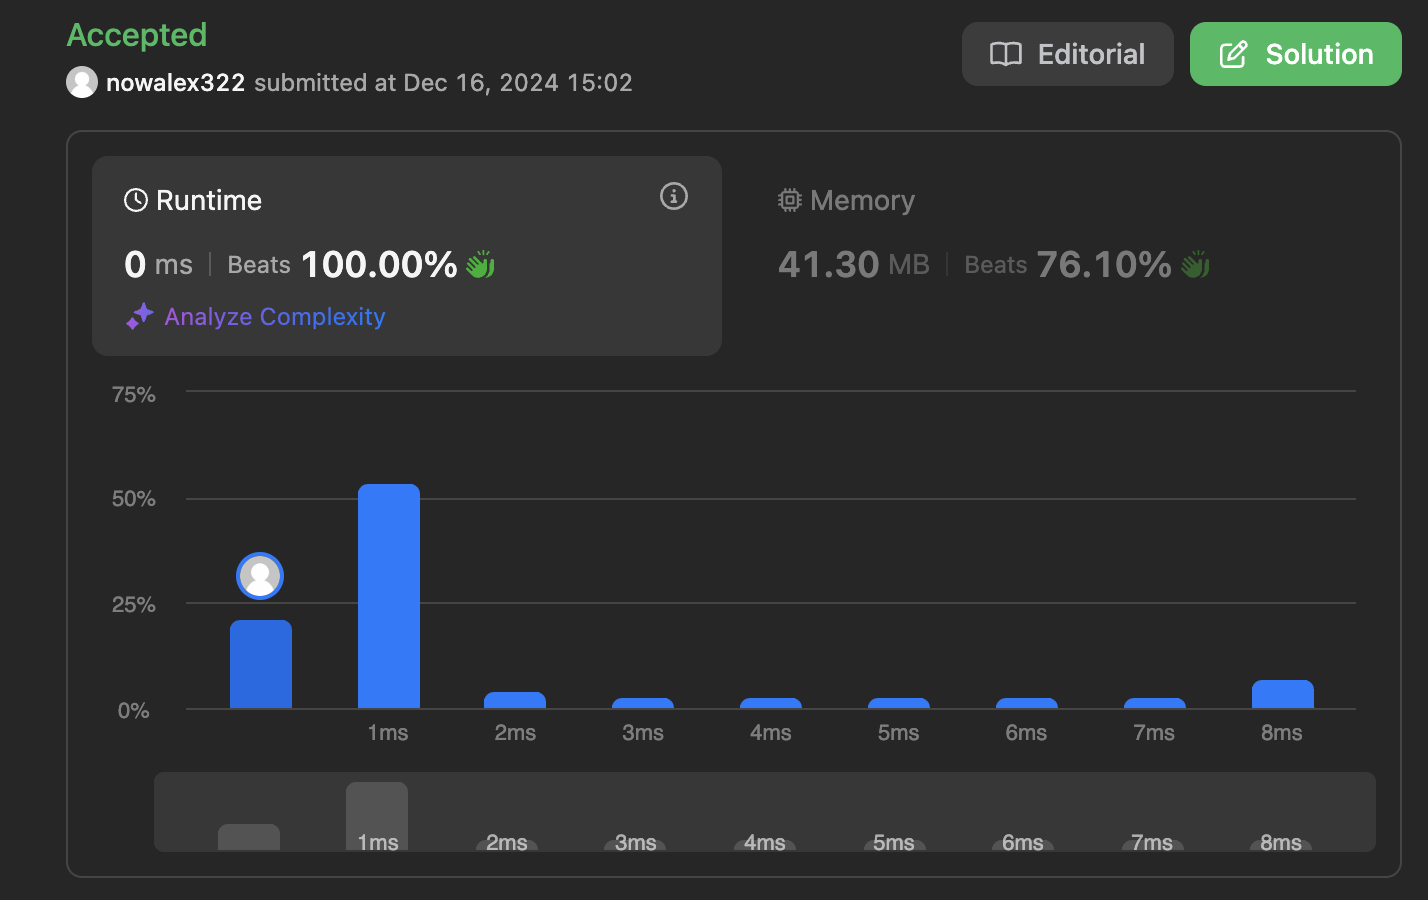 Accepted
nowalex322 submitted at Dec 16, 2024 15:02
Editorial
Solution
Runtime
0 ms | Beats 100.00%
Analyze Complexity
Memory
41.30 MB | Beats 76.10%
75%
50%
25%
0%
1ms 2ms 3ms 4ms 5ms 6ms 7ms 8ms
1ms 2ms 3ms 4ms 5ms 6ms 7ms 8ms